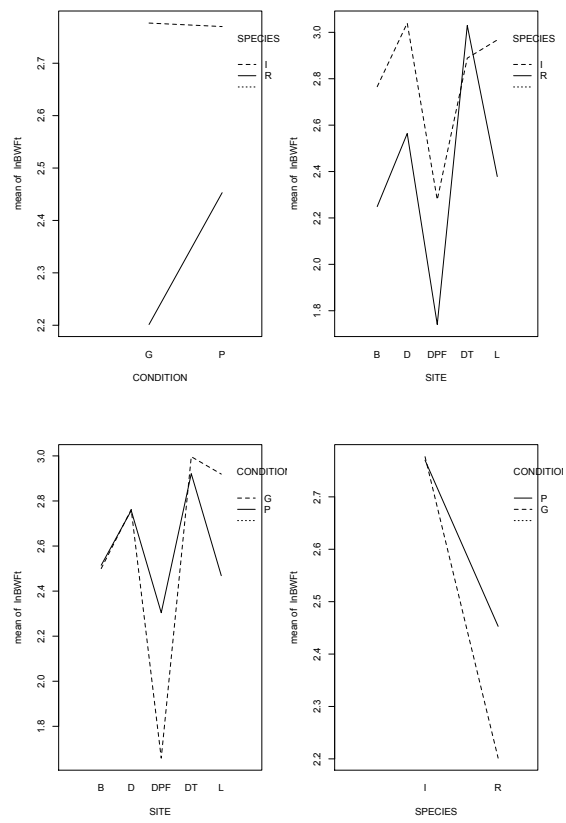 SPECIES
I
R
mean of lnBWFt
2.7
2.6
2.5
2.4
2.3
2.2
G P
CONDITION
SPECIES
I
R
mean of lnBWFt
3.0
2.8
2.6
2.4
2.2
2.0
1.8
B D DPF DT L
SITE
CONDITION
G
P
mean of lnBWFt
3.0
2.8
2.6
2.4
2.2
2.0
1.8
B D DPF DT L
SITE
CONDITION
P
G
mean of lnBWFt
2.7
2.6
2.5
2.4
2.3
2.2
I R
SPECIES